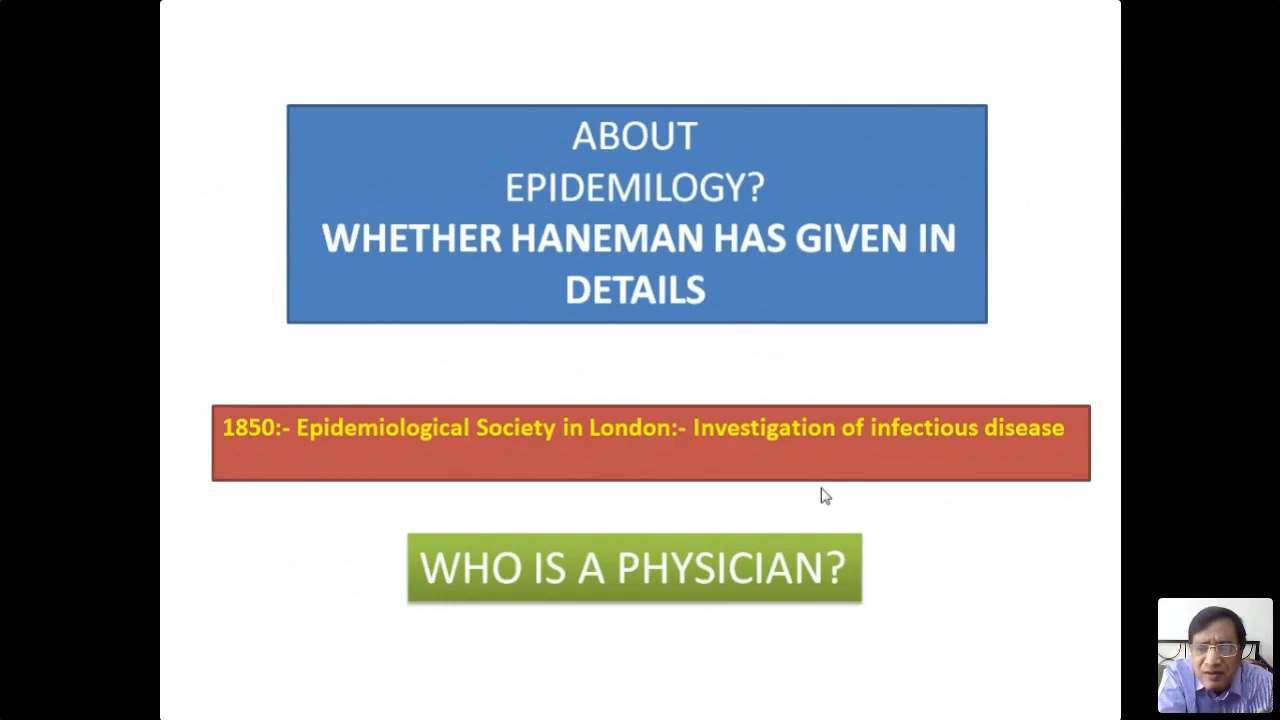 ABOUT
EPIDEMILOGY?
WHETHER HANEMAN HAS GIVEN IN
DETAILS
1850:- Epidemiological Society in London:- Investigation of infectious disease
WHO IS A PHYSICIAN?